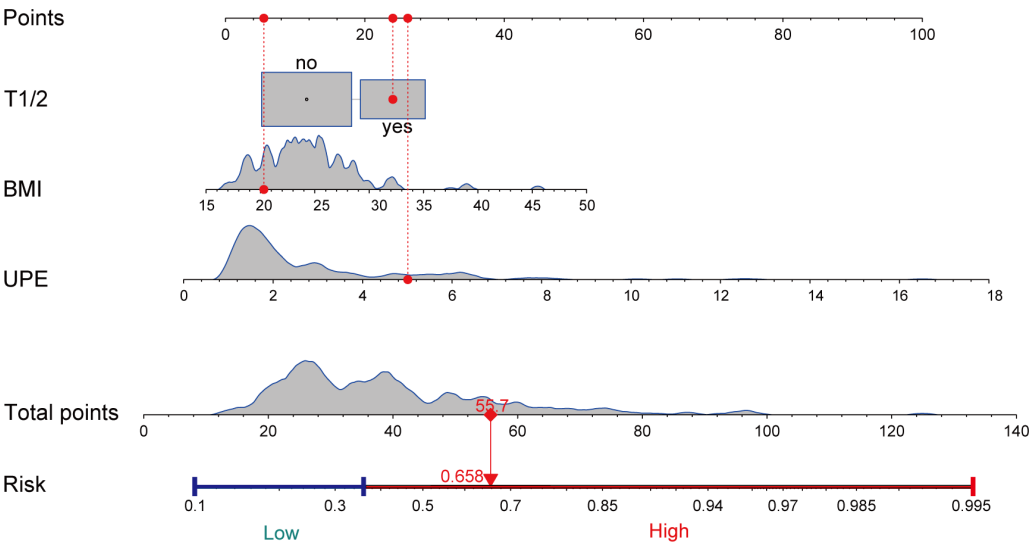 Points
0 20 40 60 80 100
no
T1/2
yes
BMI
15 20 25 30 35 40 45 50
UPE
0 2 4 6 8 10 12 14 16 18
55.7
Total points
0 20 40 60 80 100 120 140
0.658
Risk
0.1 0.3 0.5 0.7 0.85 0.94 0.97 0.985 0.995
Low High